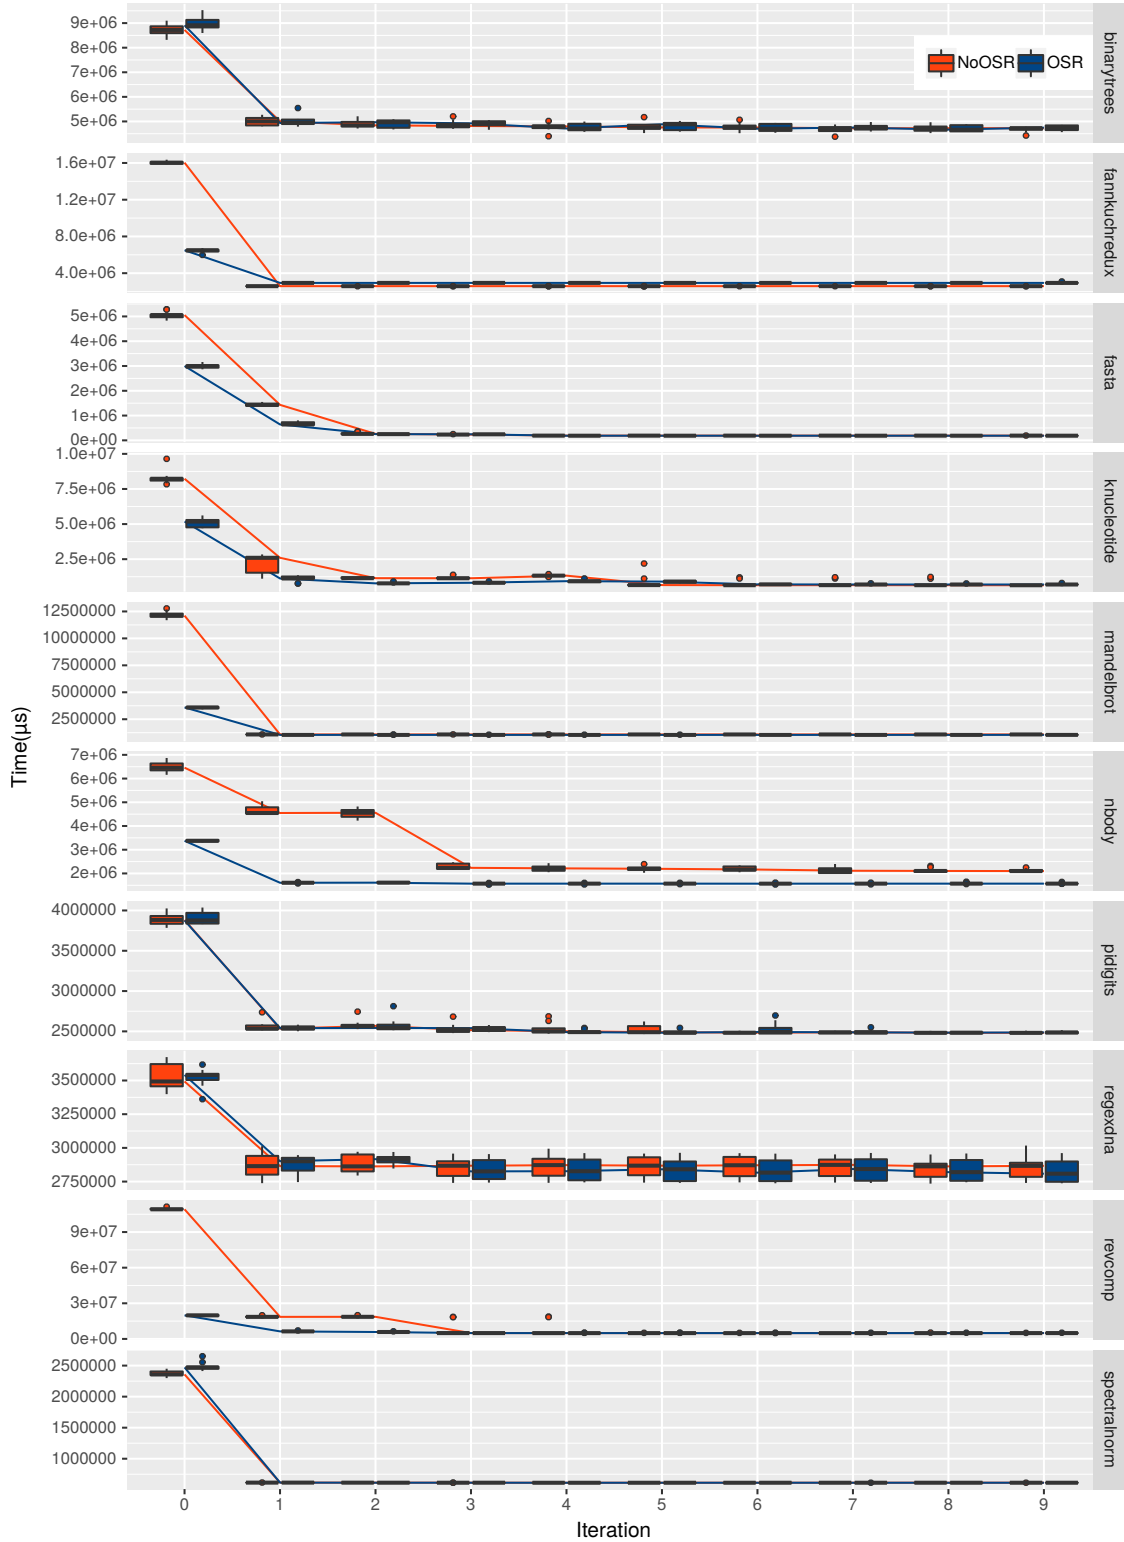 9e+06
8e+06
7e+06
6e+06
5e+06
binarytrees
NoOSR OSR
1.6e+07
1.2e+07
8.0e+06
4.0e+06
fannkuchredux
5e+06
4e+06
3e+06
2e+06
1e+06
0e+00
fasta
1.0e+07
7.5e+06
5.0e+06
2.5e+06
knucleotide
12500000
10000000
7500000
5000000
2500000
mandelbrot
Time(µs)
7e+06
6e+06
5e+06
4e+06
3e+06
2e+06
nbody
4000000
3500000
3000000
2500000
pidigits
3500000
3250000
3000000
2750000
regexdna
9e+07
6e+07
3e+07
0e+00
revcomp
2500000
2000000
1500000
1000000
spectralnorm
0 1 2 3 4 5 6 7 8 9
Iteration